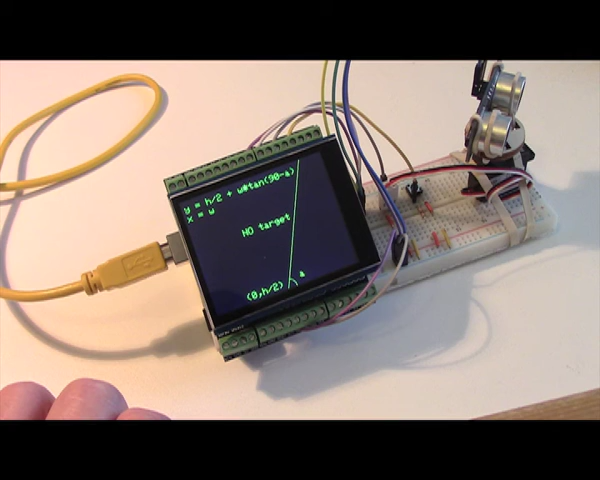 y = h/2 + w*tan(90-a)
x = w
NO target
a
(0,h/2)